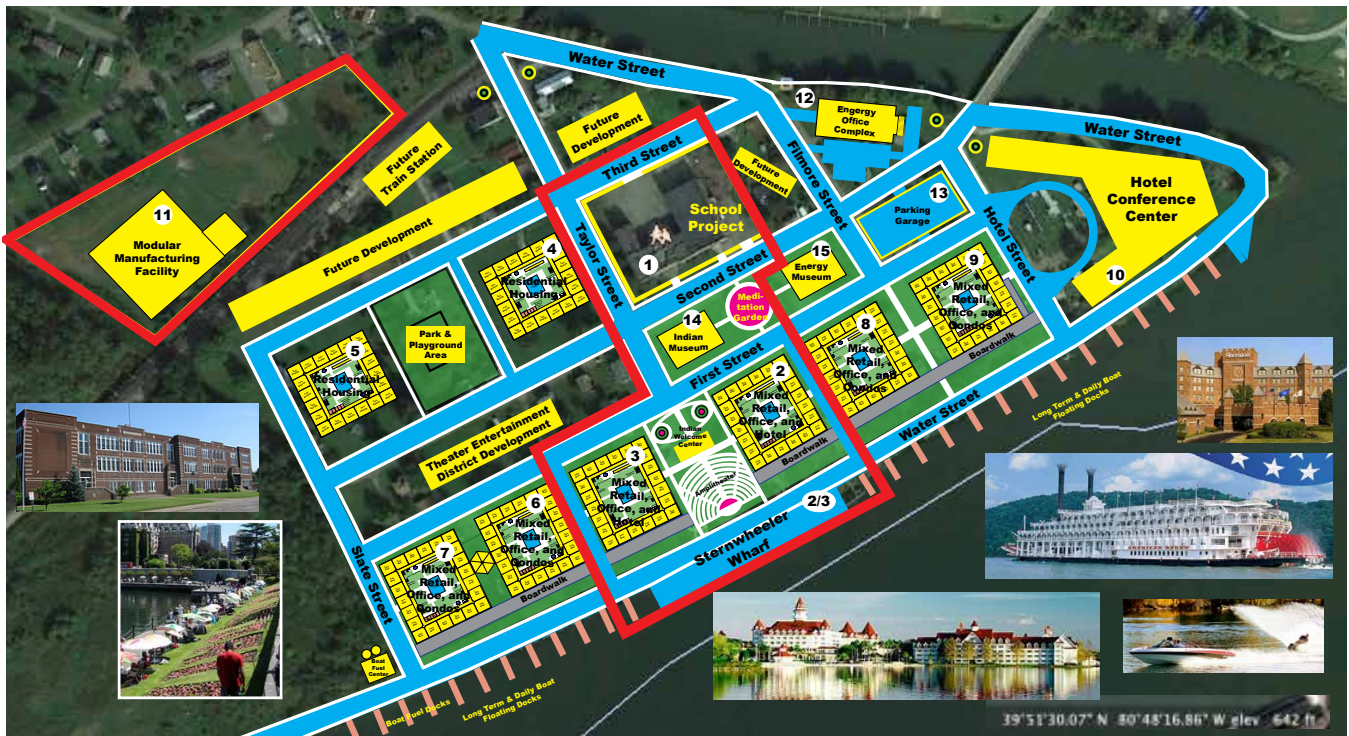 Water Street
12
Engergy
Office
Complex
Water Street
Future
Development
Third Street
Filmore Street
Future
Development
Future
Train Station
Hotel
Conference
Center
13
Parking
Garage
Hotel Street
11
Modular
Manufacturing
Facility
School
Project
1
Taylor Street
Future Development
4
Residential
Housing
Second Street
15
Energy
Museum
Medi-
tation
Garden
9
Mixed
Retail,
Office, and
Condos
10
14
Indian
Museum
Park &
Playground
Area
5
Residential
Housing
First Street
8
Mixed
Retail,
Office, and
Condos
Boardwalk
2
Mixed
Retail,
Office, and
Hotel
Boardwalk
Water Street
Long Term & Daily Boat
Floating Docks
Sheraton
Theater Entertainment
District Development
Indian
Welcome
Center
Amplitheater
3
Mixed
Retail,
Office, and
Hotel
2/3
Sternwheeler
Wharf
6
Mixed
Retail,
Office, and
Condos
7
Mixed
Retail,
Office, and
Condos
Boardwalk
Slate Street
Boat
Fuel
Center
Boat Fuel Docks
Long Term & Daily Boat
Floating Docks
39°51'30.07" N 80°48'16.86" W elev 642 ft